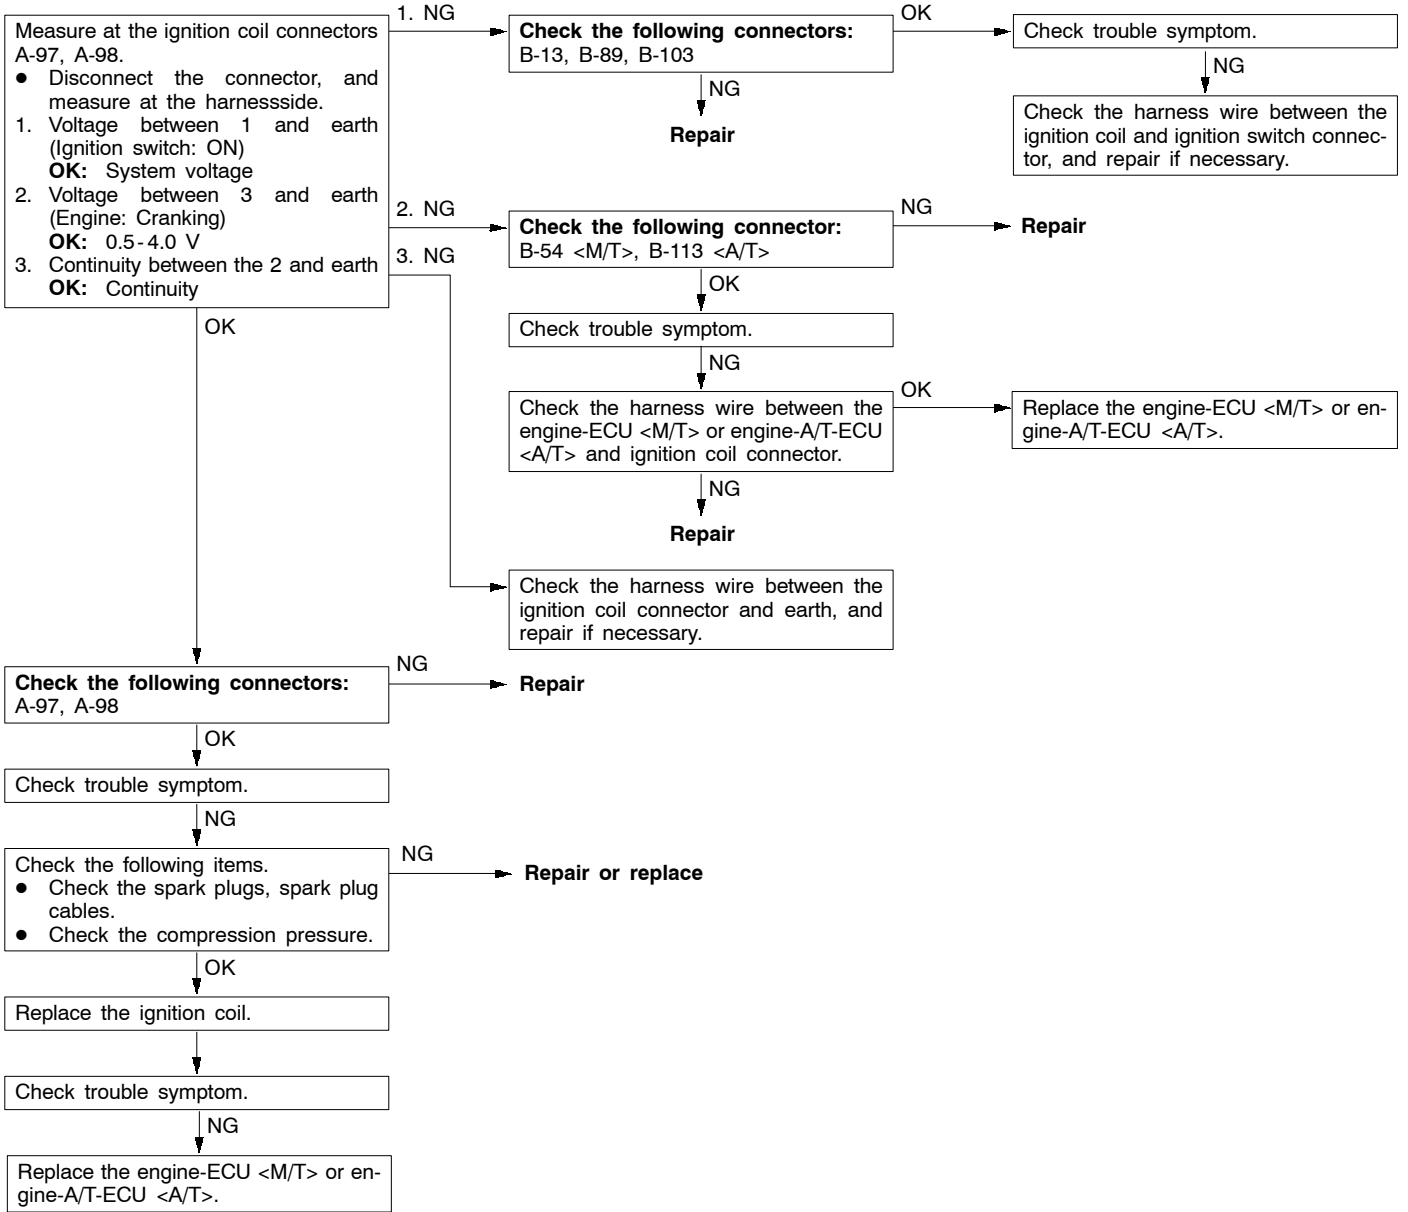 Measure at the ignition coil connectors
A-97, A-98.
● Disconnect the connector, and
measure at the harnessside.
1. Voltage between 1 and earth
(Ignition switch: ON)
OK: System voltage
2. Voltage between 3 and earth
(Engine: Cranking)
OK: 0.5-4.0 V
3. Continuity between the 2 and earth
OK: Continuity
1. NG
Check the following connectors:
B-13, B-89, B-103
OK
Check trouble symptom.
NG
Check the harness wire between the
ignition coil and ignition switch connec-
tor, and repair if necessary.
NG
Repair
2. NG
Check the following connector:
B-54 <M/T>, B-113 <A/T>
NG
Repair
OK
Check trouble symptom.
NG
Check the harness wire between the
engine-ECU <M/T> or engine-A/T-ECU
<A/T> and ignition coil connector.
OK
Replace the engine-ECU <M/T> or en-
gine-A/T-ECU <A/T>.
NG
Repair
3. NG
Check the harness wire between the
ignition coil connector and earth, and
repair if necessary.
OK
Check the following connectors:
A-97, A-98
NG
Repair
OK
Check trouble symptom.
NG
Check the following items.
● Check the spark plugs, spark plug
cables.
● Check the compression pressure.
NG
Repair or replace
OK
Replace the ignition coil.
Check trouble symptom.
NG
Replace the engine-ECU <M/T> or en-
gine-A/T-ECU <A/T>.